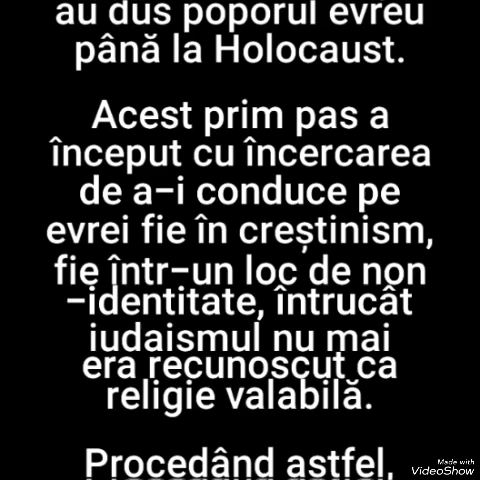 au dus poporul evreu
până la Holocaust.
Acest prim pas a
început cu încercarea
de a-i conduce pe
evrei fie în creștinism,
fie într-un loc de non
-identitate, întrucât
iudaismul nu mai
era recunoscut ca
religie valabilă.
Procedând astfel,
Made with
VideoShow